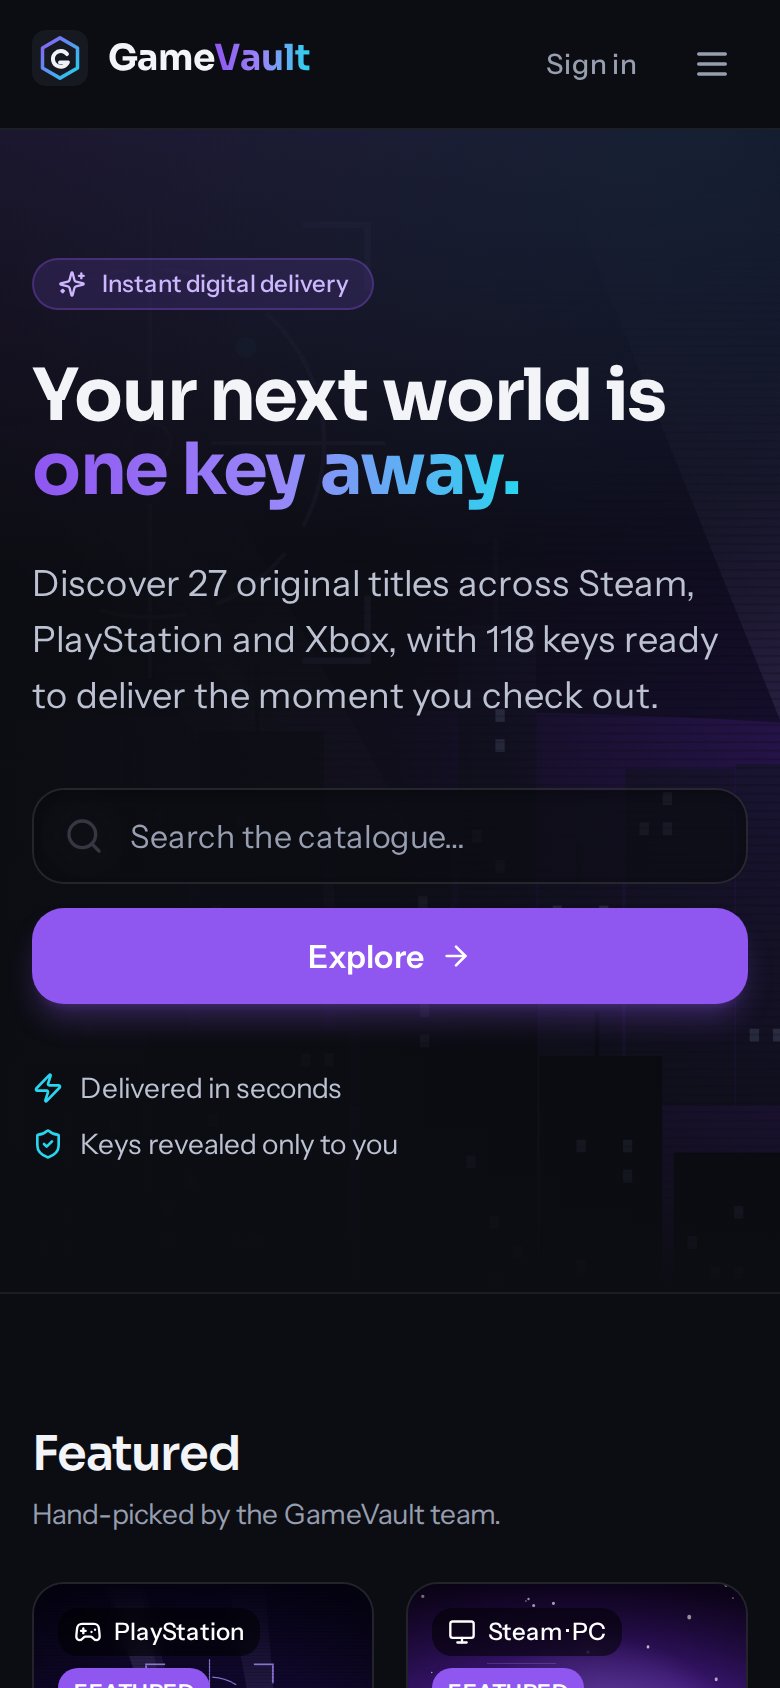 GameVault
Sign in
Instant digital delivery
Your next world is
one key away.
Discover 27 original titles across Steam,
PlayStation and Xbox, with 118 keys ready
to deliver the moment you check out.
Search the catalogue...
Explore
Delivered in seconds
Keys revealed only to you
Featured
Hand-picked by the GameVault team.
PlayStation
Steam·PC
FEATURED
FEATURED